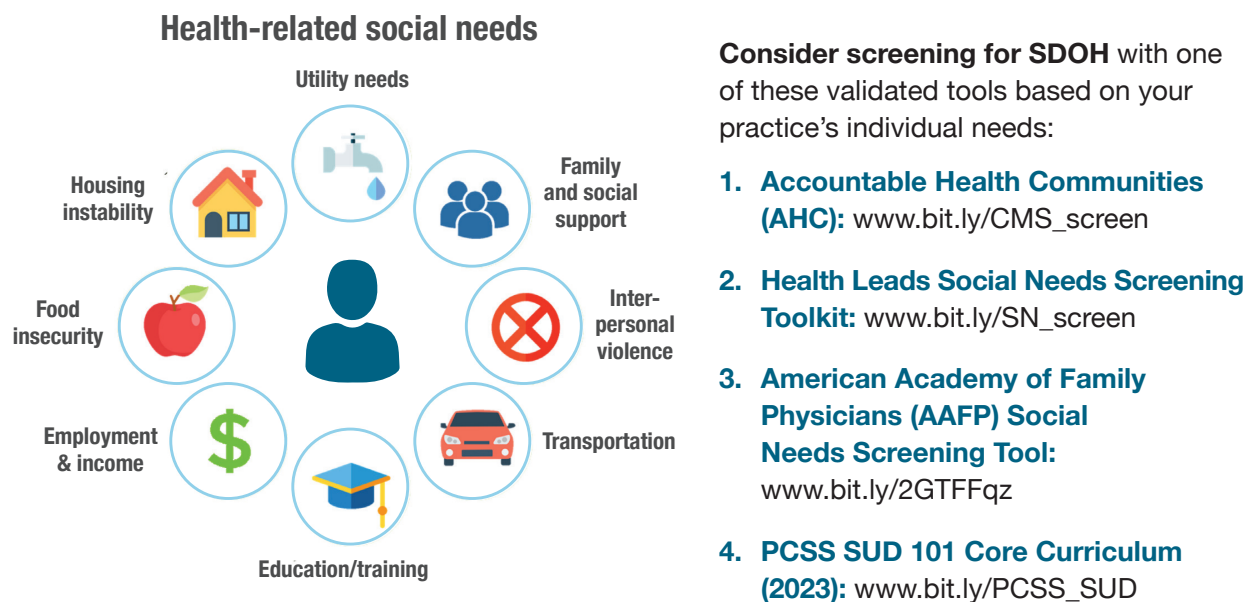 Health-related social needs
Utility needs
Family
and social
support
Inter-
personal
violence
Transportation
Education/training
Employment
& income
Food
insecurity
Housing
instability
Consider screening for SDOH with one
of these validated tools based on your
practice's individual needs:
1. Accountable Health Communities
(AHC): www.bit.ly/CMS_screen
2. Health Leads Social Needs Screening
Toolkit: www.bit.ly/SN_screen
3. American Academy of Family
Physicians (AAFP) Social
Needs Screening Tool:
www.bit.ly/2GTFFqz
4. PCSS SUD 101 Core Curriculum
(2023): www.bit.ly/PCSS_SUD